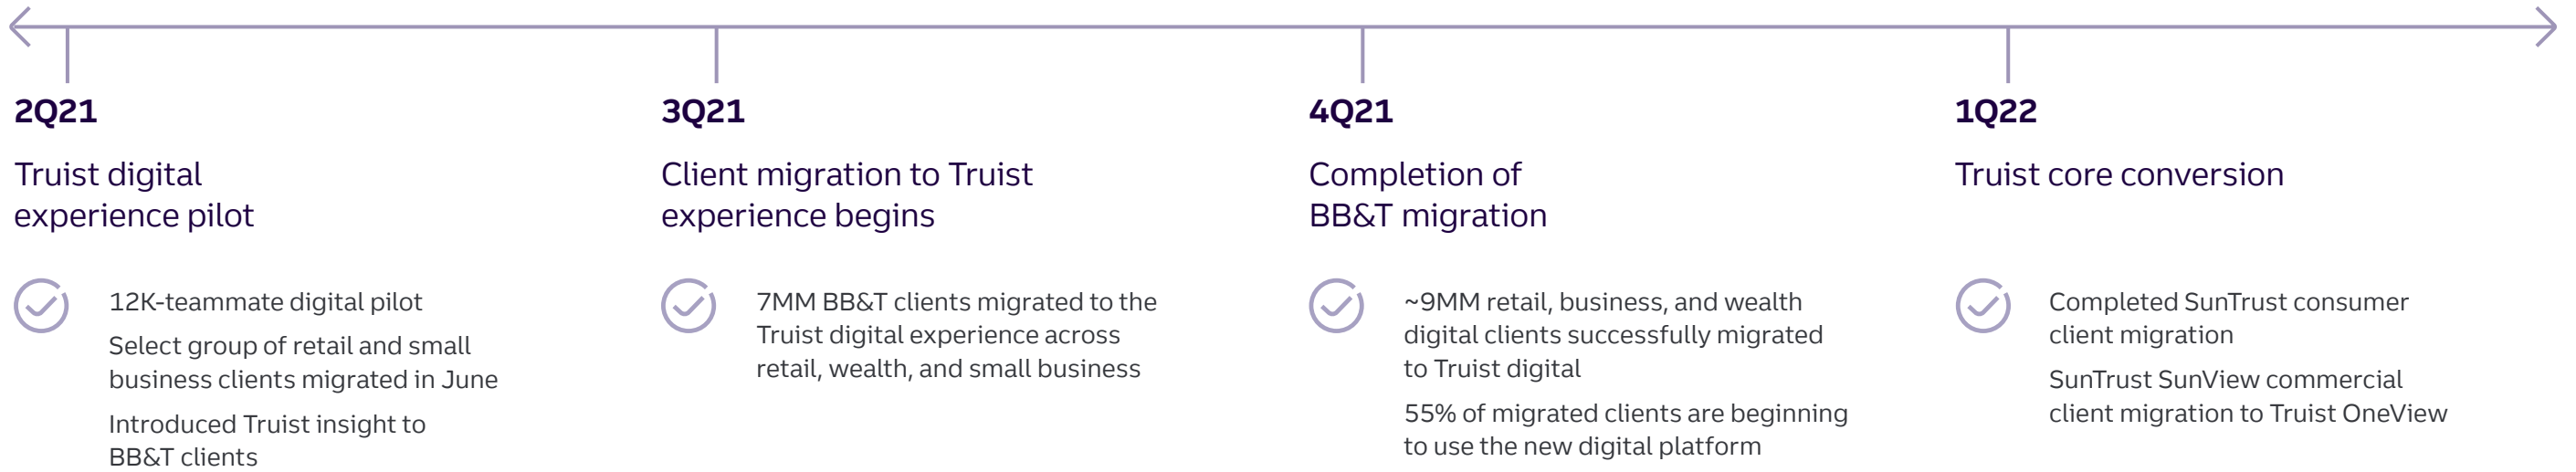 2Q21
Truist digital
experience pilot
12K-teammate digital pilot
Select group of retail and small
business clients migrated in June
Introduced Truist insight to
BB&T clients
3Q21
Client migration to Truist
experience begins
7MM BB&T clients migrated to the
Truist digital experience across
retail, wealth, and small business
4Q21
Completion of
BB&T migration
~9MM retail, business, and wealth
digital clients successfully migrated
to Truist digital
55% of migrated clients are beginning
to use the new digital platform
1Q22
Truist core conversion
Completed SunTrust consumer
client migration
SunTrust SunView commercial
client migration to Truist OneView